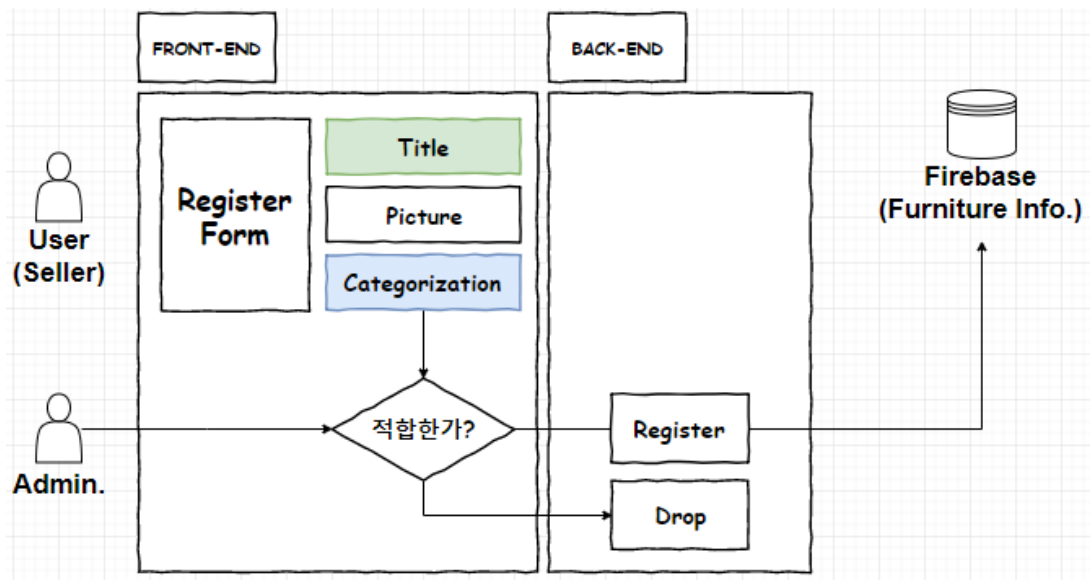 FRONT-END
BACK-END
Register
Form
Title
Picture
Categorization
User
(Seller)
Firebase
(Furniture Info.)
적합한가?
Register
Admin.
Drop